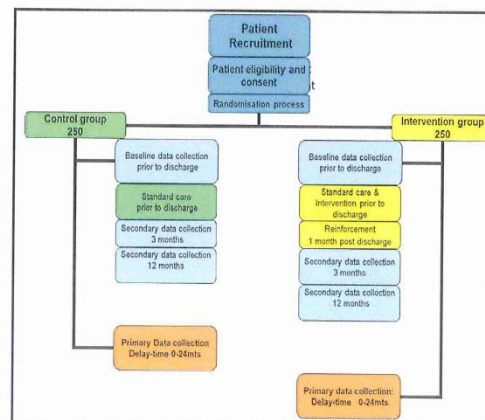 Patient
Recruitment
Patient eligibility and
consent
Randomisation process
Control group
250
Intervention group
250
Baseline data collection
prior to discharge
Standard care
prior to discharge
Secondary data collection
3 months
Secondary data collection
12 months
Primary Data collection
Delay-time 0-24mts
Baseline data collection
prior to discharge
Standard care &
Intervention prior to
discharge
Reinforcement
1 month post discharge
Secondary data collection
3 months
Secondary data collection
12 months
Primary data collection:
Delay-time 0-24mts